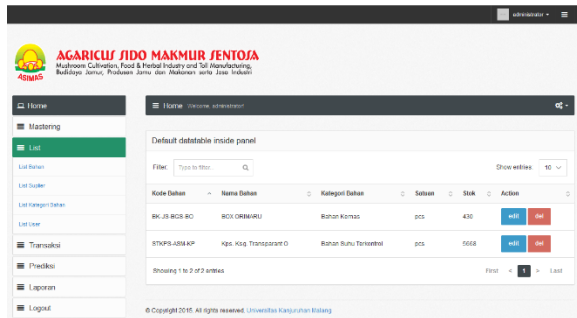 administrator
AGARICUS SIDO MAKMUR SENTOSA
Mushroom Cultivation, Food & Herbal Industry and Toll Manufacturing,
Budidaya Jamur, Produsen Jamu dan Makanan serta Jasa Industri
ASIMAS
Home
Home Welcome, administrator!
Mastering
List
List Bahan
List Suplier
List Kategori Bahan
List User
Transaksi
Prediksi
Laporan
Logout
Default datatable inside panel
Filter: Type to filter... Show entries: 10
Kode Bahan Nama Bahan Kategori Bahan Satuan Stok Action
BK-JS-BCS-BO BOX ORINARU Bahan Kemas pcs 430 edit del
STKPS-ASM-KP Kps. Ksg. Transparant O Bahan Suhu Terkontrol pcs 5668 edit del
Showing 1 to 2 of 2 entries First < 1 > Last
© Copyright 2015. All rights reserved. Universitas Kanjuruhan Malang